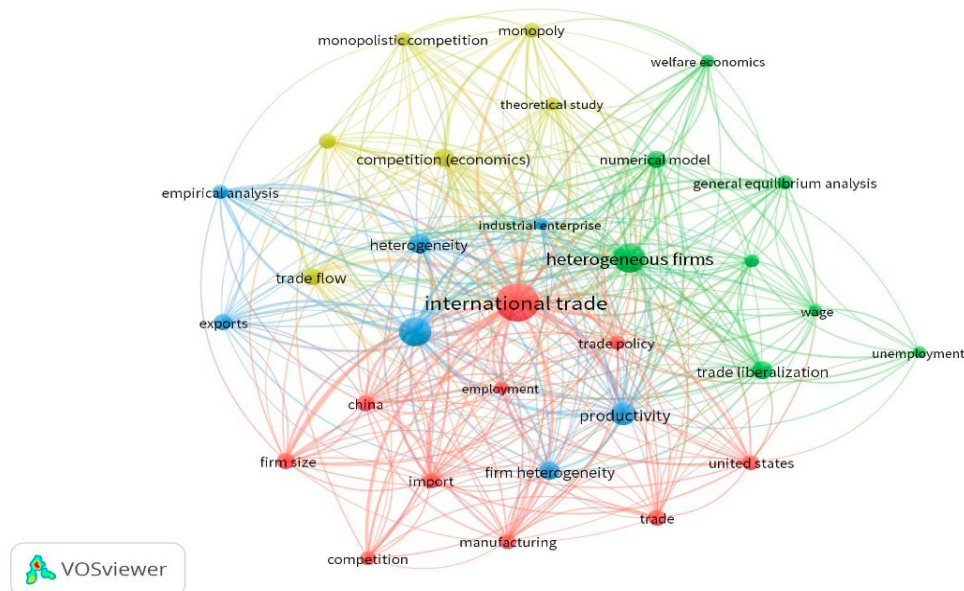 monopoly
monopolistic competition
welfare economics
theoretical study
competition (economics)
numerical model
general equilibrium analysis
empirical analysis
industrial enterprise
heterogeneity
heterogeneous firms
trade flow
international trade
wage
exports
trade policy
unemployment
trade liberalization
employment
china
productivity
firm size
united states
firm heterogeneity
import
trade
manufacturing
competition
VOSviewer